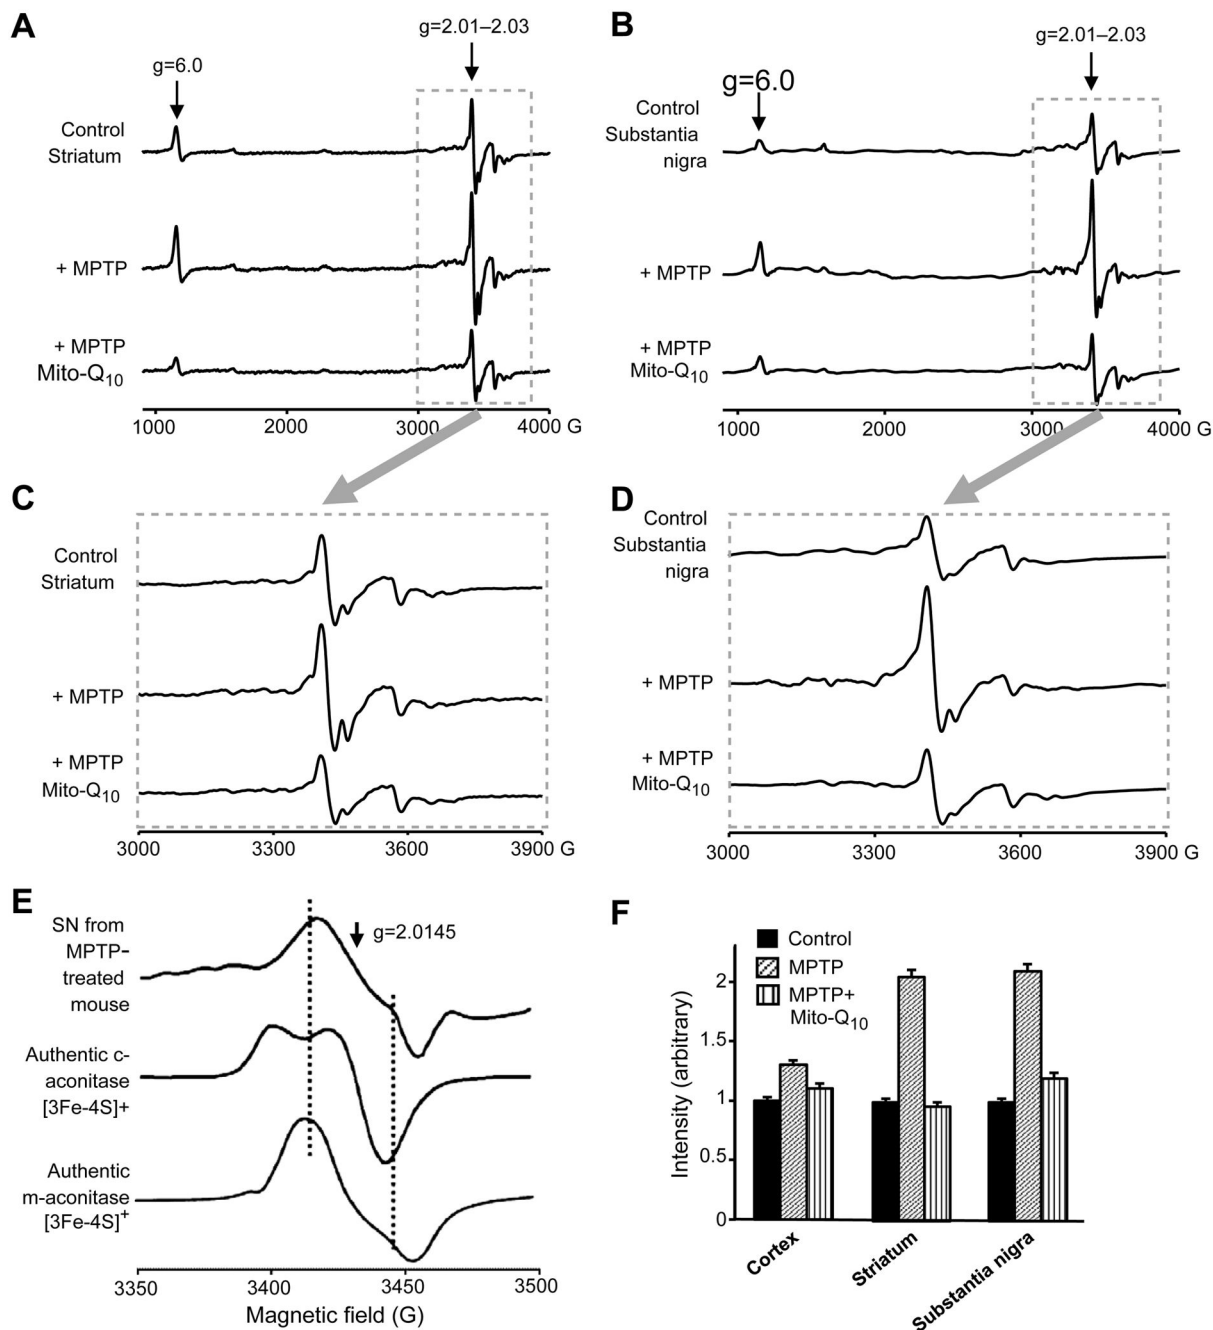 A
g=6.0
g=2.01–2.03
Control
Striatum
+ MPTP
+ MPTP
Mito-Q10
1000 2000 3000 4000 G
B
g=6.0
g=2.01–2.03
Control
Substantia
nigra
+ MPTP
+ MPTP
Mito-Q10
1000 2000 3000 4000 G
C
Control
Striatum
+ MPTP
+ MPTP
Mito-Q10
3000 3300 3600 3900 G
D
Control
Substantia
nigra
+ MPTP
+ MPTP
Mito-Q10
3000 3300 3600 3900 G
E
SN from
MPTP–
treated
mouse
g=2.0145
Authentic c-
aconitase
[3Fe-4S]+
Authentic
m-aconitase
[3Fe-4S]+
3350 3400 3450 3500
Magnetic field (G)
F
Control
MPTP
MPTP+
Mito-Q10
Intensity (arbitrary)
2
1.5
1
0.5
0
Cortex
Striatum
Substantia nigra